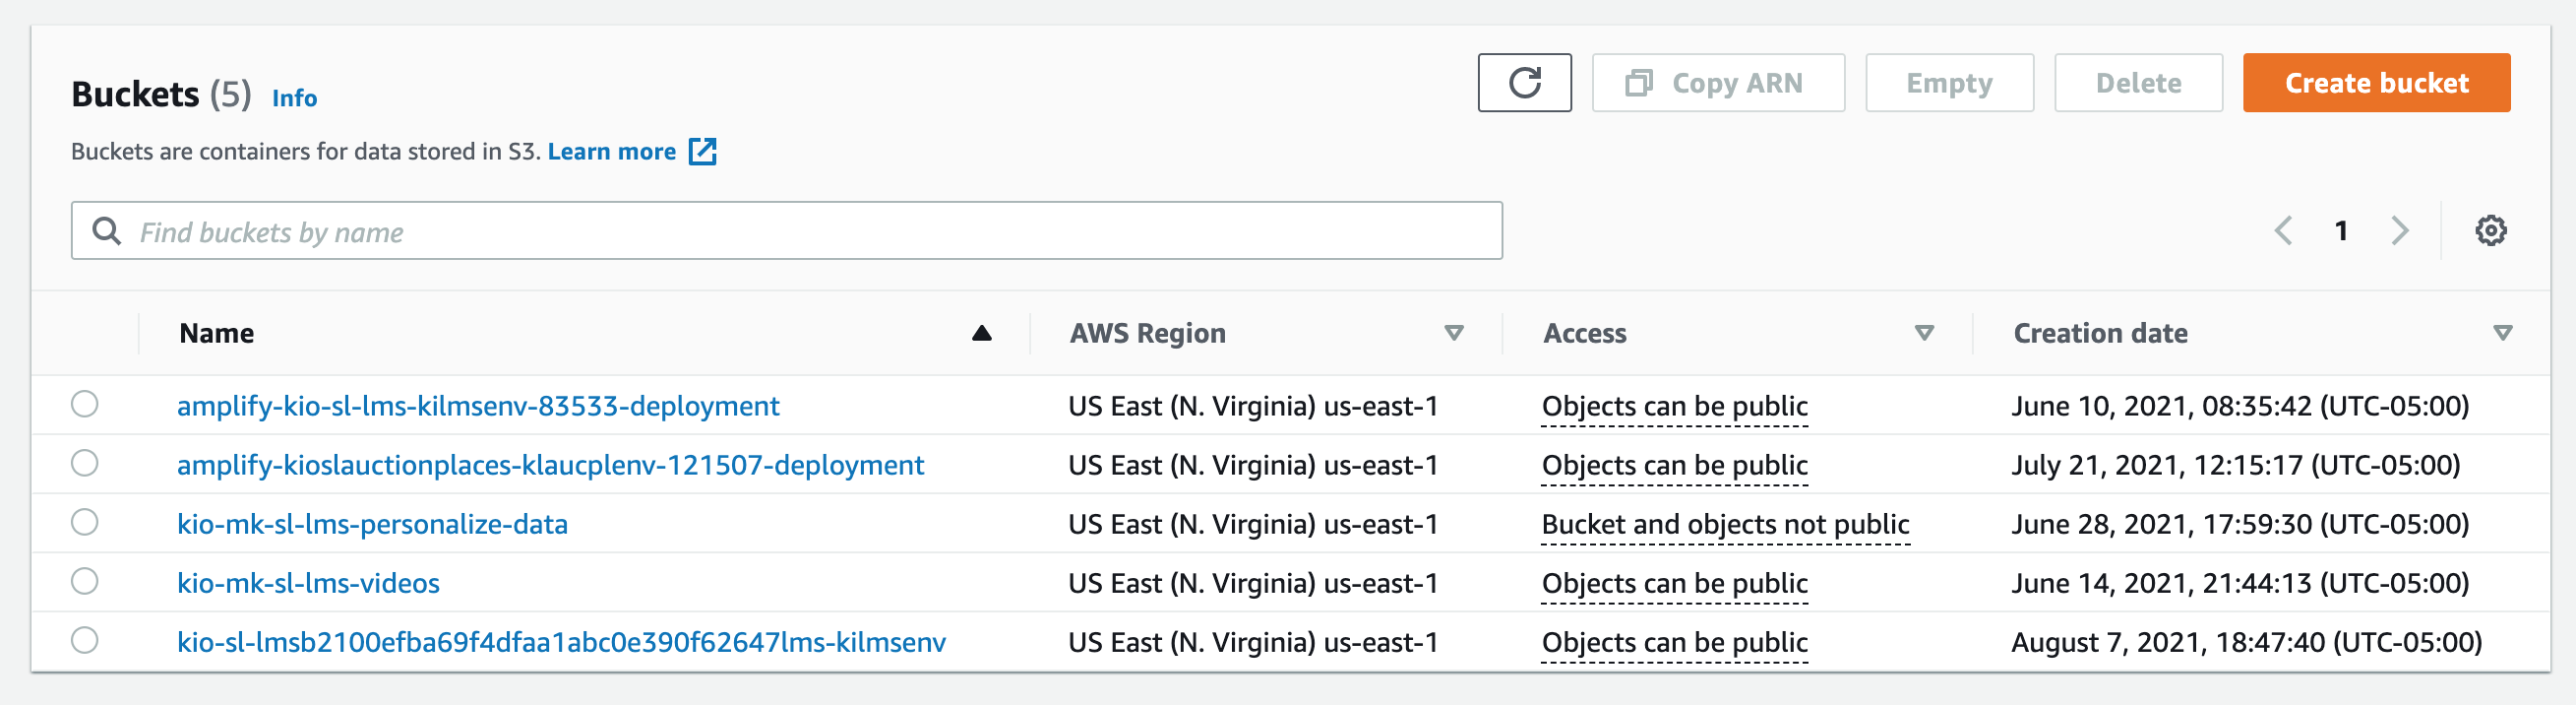 Buckets (5) Info
Copy ARN Empty Delete Create bucket
Buckets are containers for data stored in S3. Learn more
Find buckets by name
1
Name AWS Region Access Creation date
amplify-kio-sl-lms-kilmsenv-83533-deployment US East (N. Virginia) us-east-1 Objects can be public June 10, 2021, 08:35:42 (UTC-05:00)
amplify-kioslauctionplaces-klaucplenv-121507-deployment US East (N. Virginia) us-east-1 Objects can be public July 21, 2021, 12:15:17 (UTC-05:00)
kio-mk-sl-lms-personalize-data US East (N. Virginia) us-east-1 Bucket and objects not public June 28, 2021, 17:59:30 (UTC-05:00)
kio-mk-sl-lms-videos US East (N. Virginia) us-east-1 Objects can be public June 14, 2021, 21:44:13 (UTC-05:00)
kio-sl-lmsb2100efba69f4dfaa1abc0e390f62647lms-kilmsenv US East (N. Virginia) us-east-1 Objects can be public August 7, 2021, 18:47:40 (UTC-05:00)